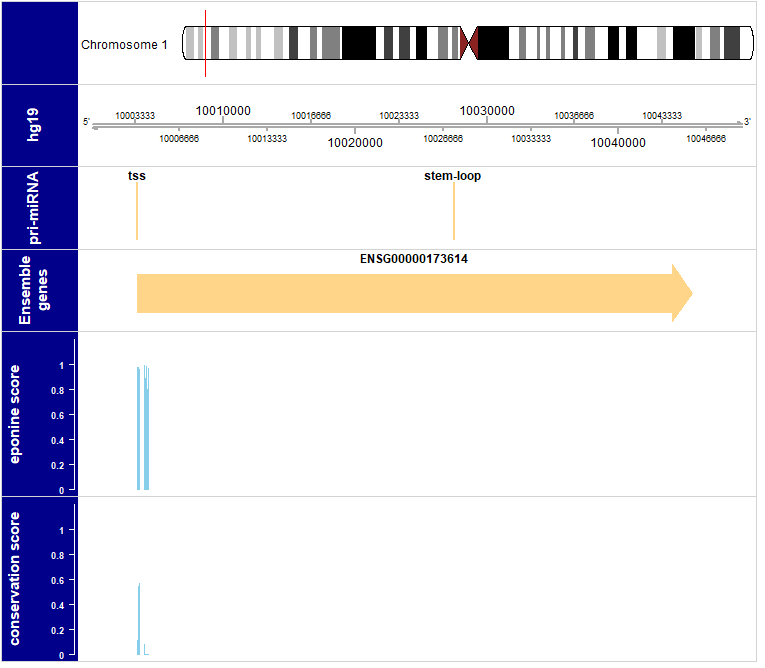 Chromosome 1
hg19
5'
10003333
10010000
10016666
10023333
10030000
10036666
10043333
3'
10006666
10013333
10020000
10026666
10033333
10040000
10046666
pri-miRNA
tss
stem-loop
Ensemble
genes
ENSG00000173614
eponine score
1
0.8
0.6
0.4
0.2
0
conservation score
1
0.8
0.6
0.4
0.2
0